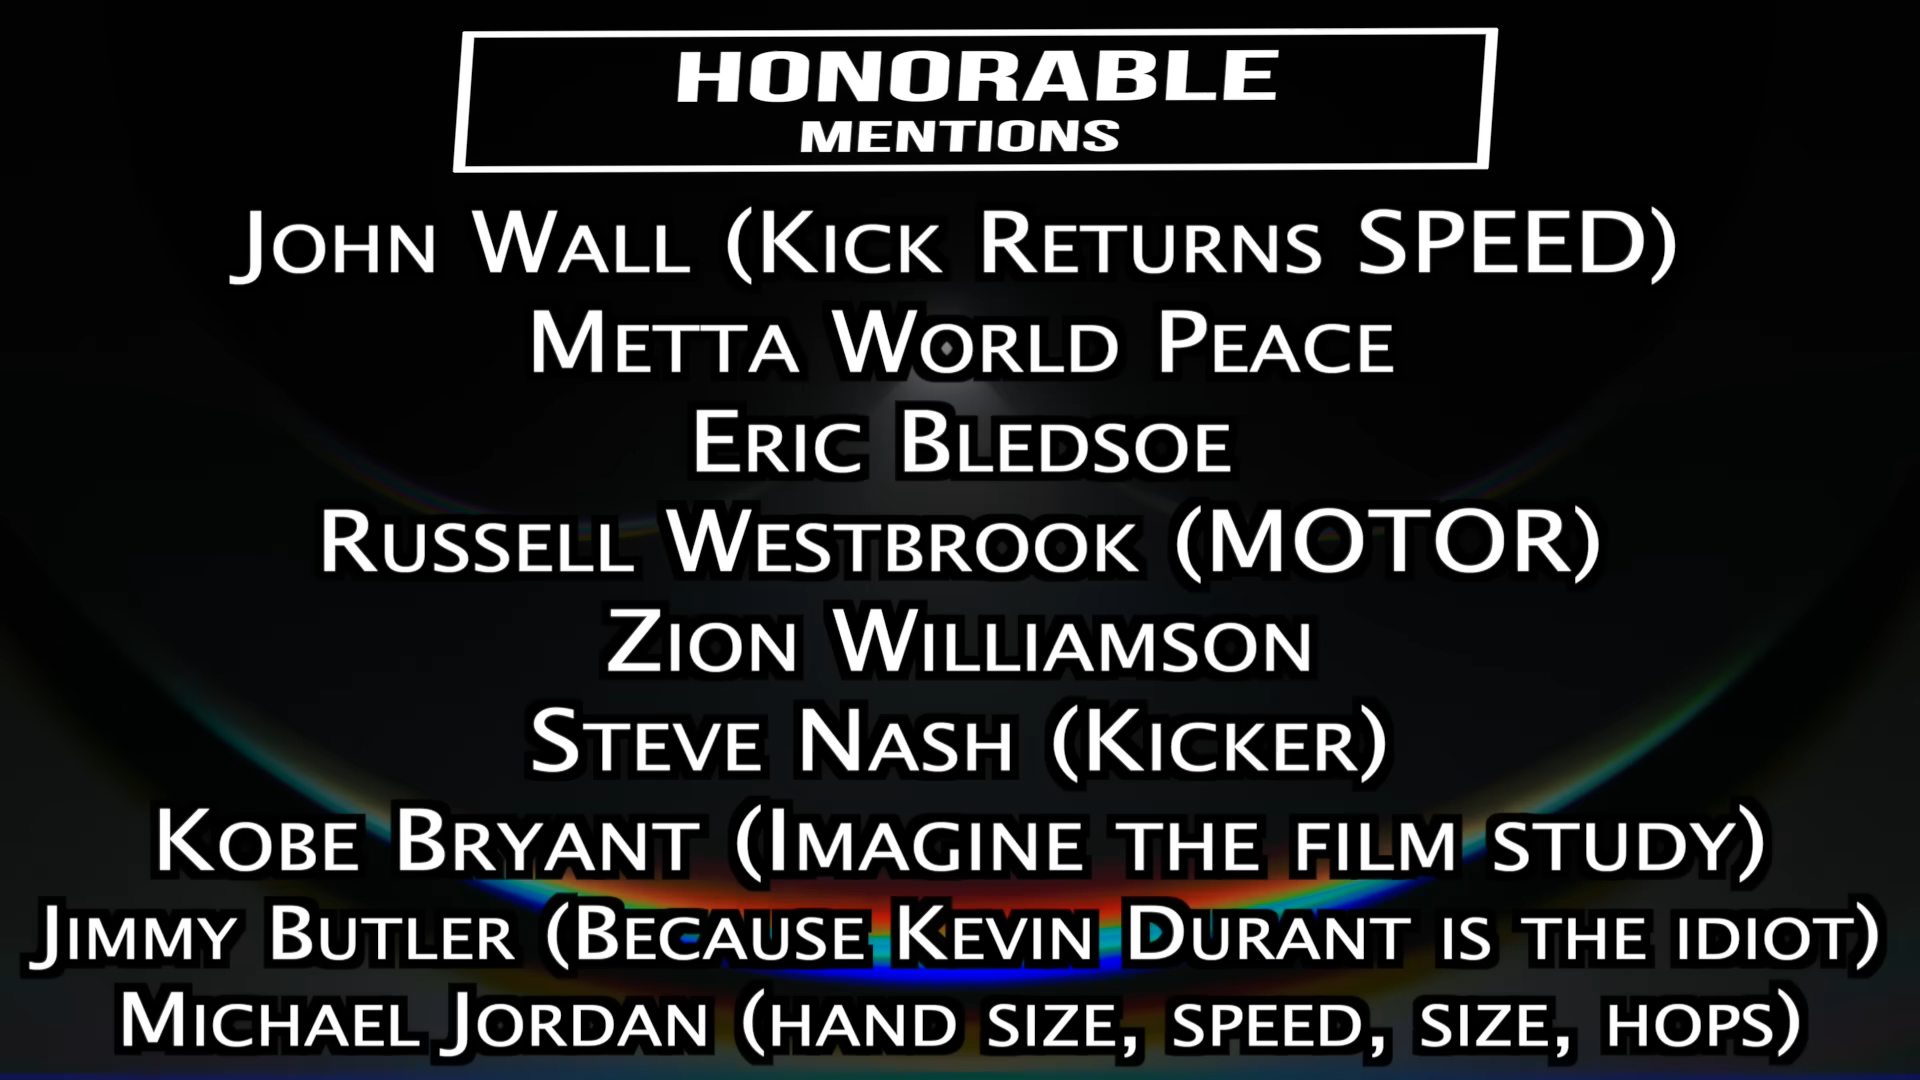 HONORABLE
MENTIONS
JOHN WALL (KICK RETURNS SPEED)
METTA WORLD PEACE
ERIC BLEDSOE
RUSSELL WESTBROOK (MOTOR)
ZION WILLIAMSON
STEVE NASH (KICKER)
KOBE BRYANT (IMAGINE THE FILM STUDY)
JIMMY BUTLER (BECAUSE KEVIN DURANT IS THE IDIOT)
MICHAEL JORDAN (HAND SIZE, SPEED, SIZE, HOPS)